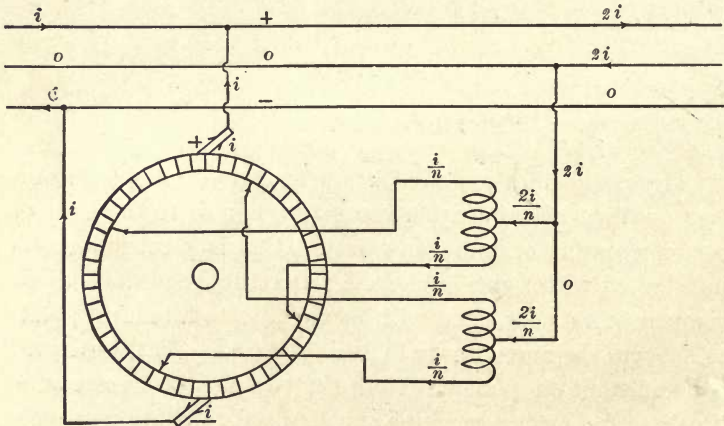 i + 2i
o o 2i
i - o
+ i
i
i/n
2i
2i/n
i/n
i/n
o
2i/n
i/n
i